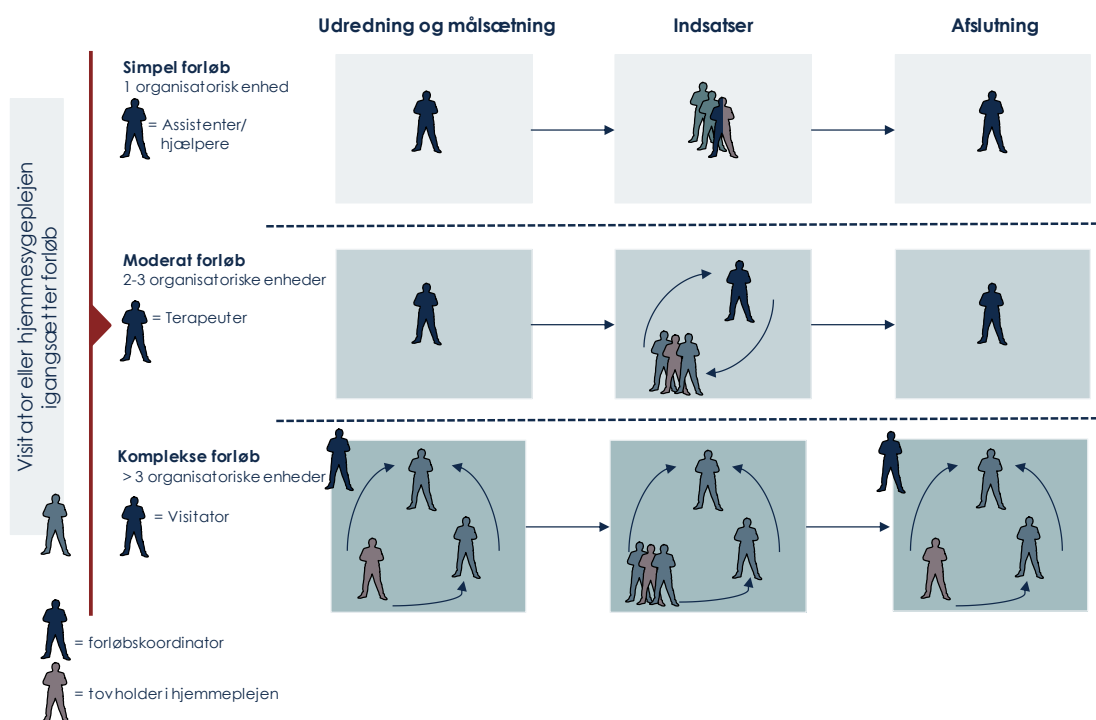 Udredning og målsætning
Indsatser
Afslutning
Visitator eller hjemmesygeplejen
igangsætter forløb
Simpel forløb
1 organisatorisk enhed
= Assistenter/
hjælpere
Moderat forløb
2-3 organisatoriske enheder
= Terapeuter
Komplekse forløb
> 3 organisatoriske enheder
= Visitator
= forløbskoordinator
= tovholder i hjemmeplejen